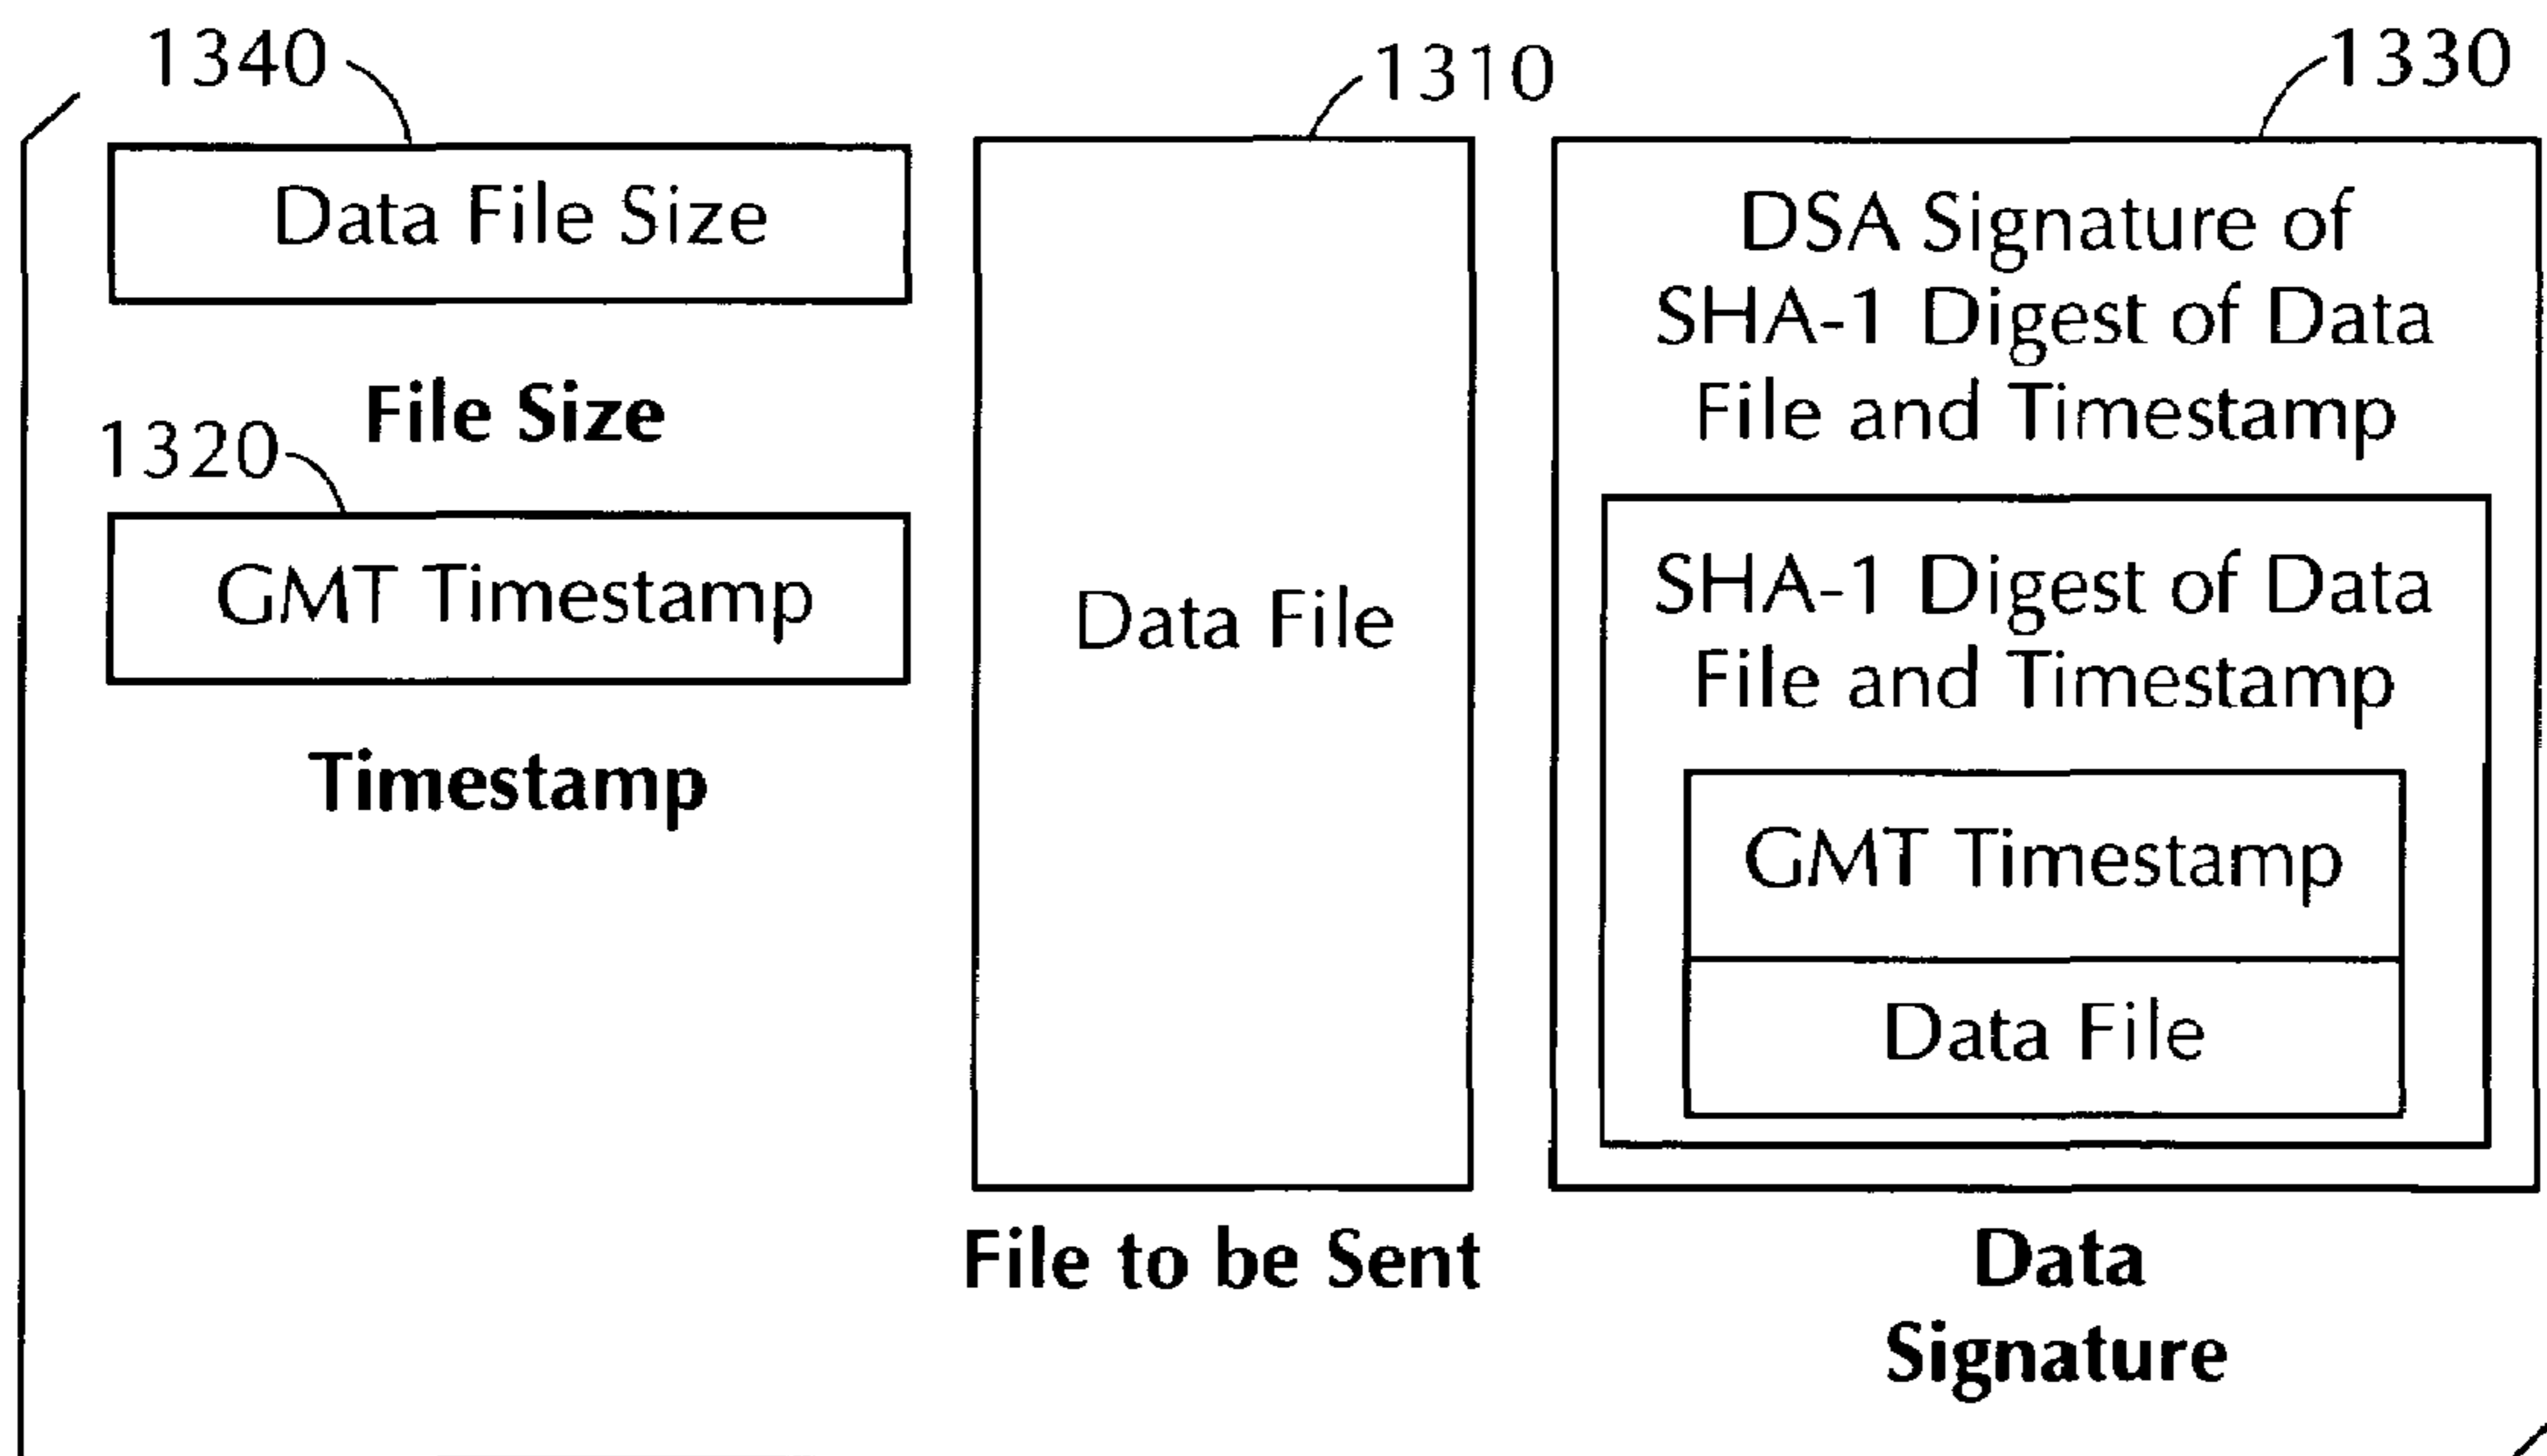 1340
Data File Size
File Size
1320
GMT Timestamp
Timestamp
1310
Data File
File to be Sent
1330
DSA Signature of
SHA-1 Digest of Data
File and Timestamp
SHA-1 Digest of Data
File and Timestamp
GMT Timestamp
Data File
Data
Signature